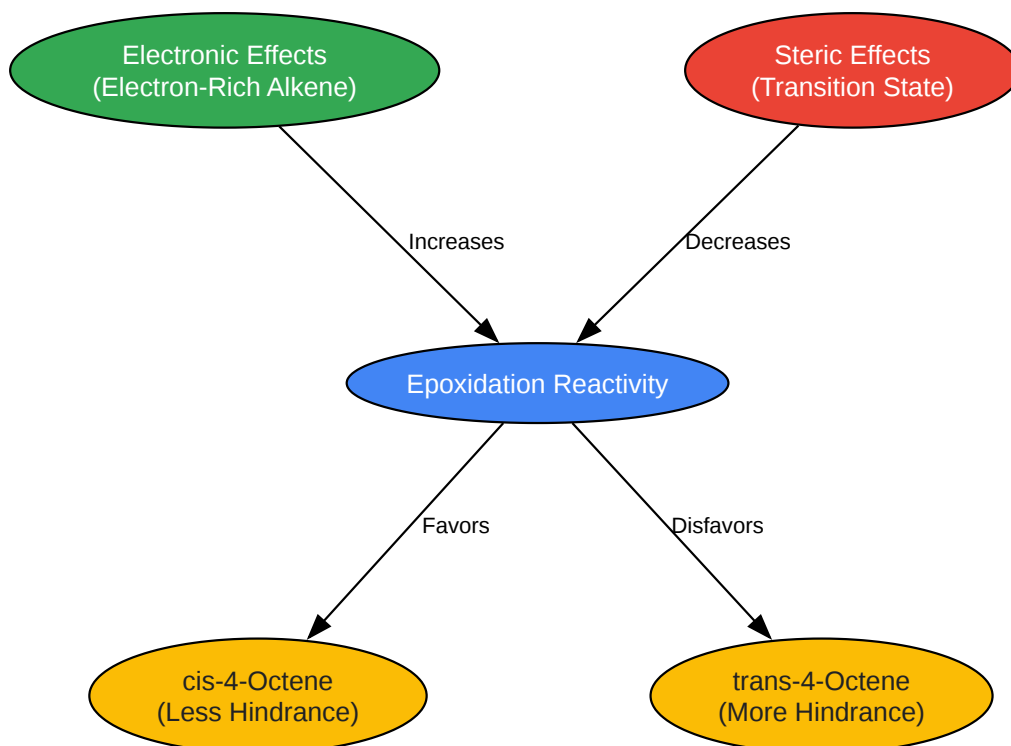 Electronic Effects
(Electron-Rich Alkene)
Steric Effects
(Transition State)
Increases
Decreases
Epoxidation Reactivity
Favors
Disfavors
cis-4-Octene
(Less Hindrance)
trans-4-Octene
(More Hindrance)